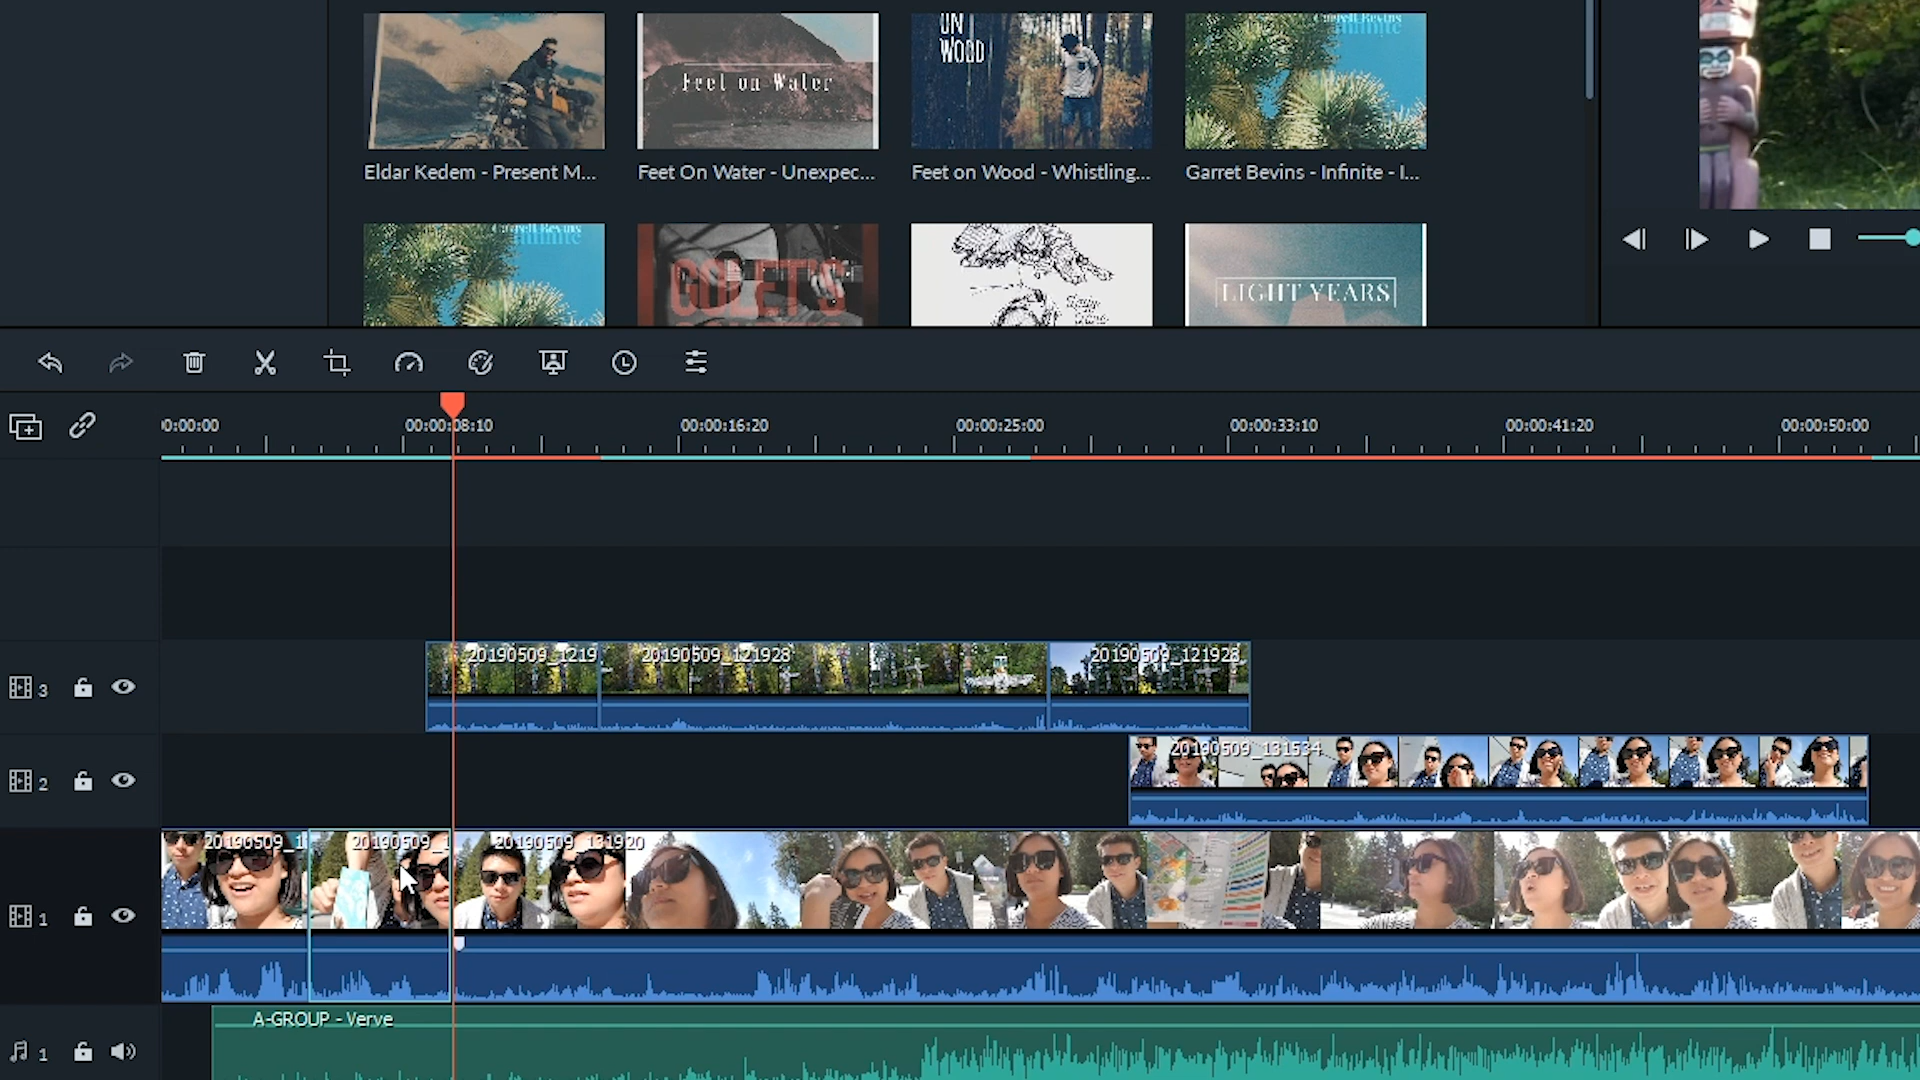 ON
WOOD
Feet on Water
Eldar Kedem - Present M...
Feet On Water - Unexpec...
Feet on Wood - Whistling...
Garret Bevins - Infinite - I...
GOLETS
LIGHT YEARS
0:00:00
00:00:08:10
00:00:16:20
00:00:25:00
00:00:33:10
00:00:41:20
00:00:50:00
20190509_1219
20190509_121928
20190509_121928
3
20190509_131534
2
20190509_1
20190509_1
20190509_131920
1
A-GROUP - Verve
1